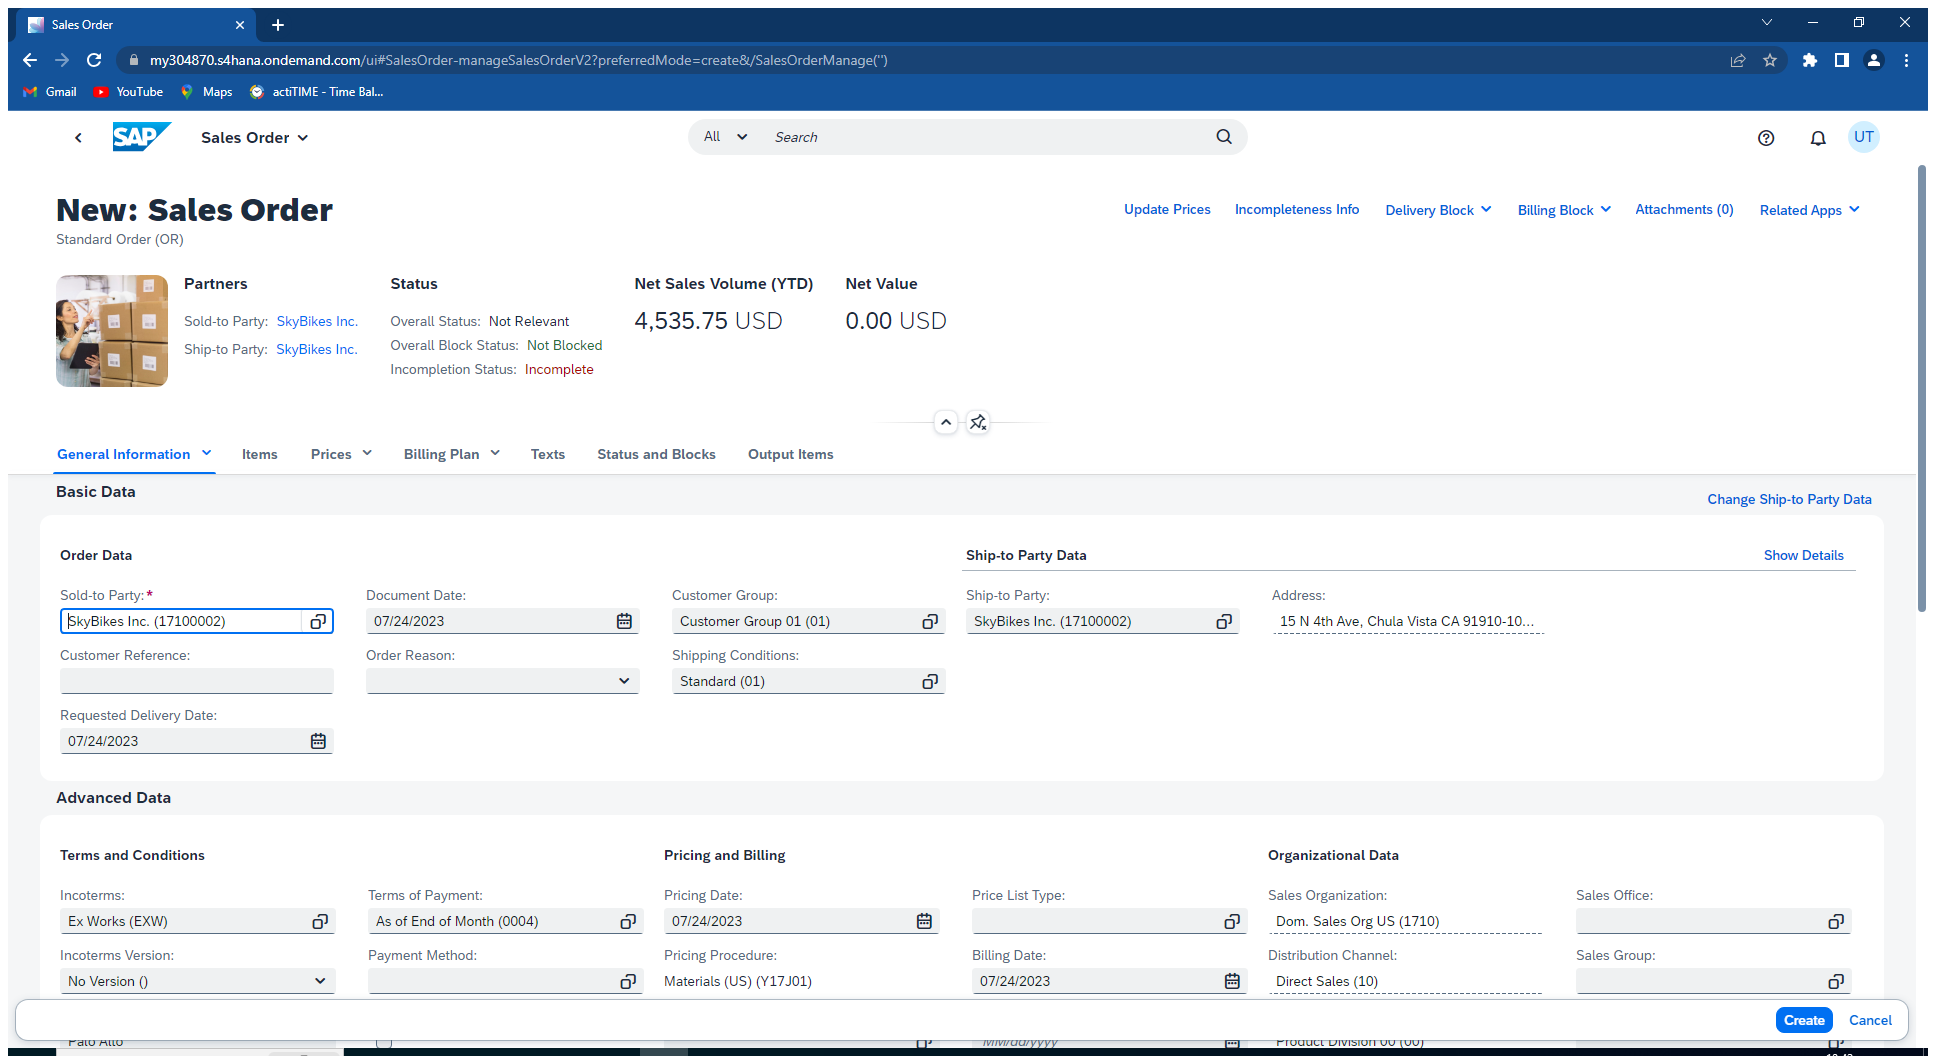 Sales Order
my304870.s4hana.ondemand.com/ui#SalesOrder-manageSalesOrderV2?preferredMode=create&/SalesOrderManage('')
Gmail YouTube Maps actiTIME - Time Bal...
SAP Sales Order All Search UT
New: Sales Order
Update Prices Incompleteness Info Delivery Block Billing Block Attachments (0) Related Apps
Standard Order (OR)
Partners Status Net Sales Volume (YTD) Net Value
Sold-to Party: SkyBikes Inc. Overall Status: Not Relevant 4,535.75 USD 0.00 USD
Overall Block Status: Not Blocked
Ship-to Party: SkyBikes Inc.
Incompletion Status: Incomplete
General Information Items Prices Billing Plan Texts Status and Blocks Output Items
Basic Data
Change Ship-to Party Data
Order Data Ship-to Party Data Show Details
Sold-to Party:* Document Date: Customer Group: Ship-to Party: Address:
SkyBikes Inc. (17100002) 07/24/2023 Customer Group 01 (01) SkyBikes Inc. (17100002) 15 N 4th Ave, Chula Vista CA 91910-10...
Customer Reference: Order Reason: Shipping Conditions:
Standard (01)
Requested Delivery Date:
07/24/2023
Advanced Data
Terms and Conditions Pricing and Billing Organizational Data
Incoterms: Terms of Payment: Pricing Date: Price List Type: Sales Organization: Sales Office:
Ex Works (EXW) As of End of Month (0004) 07/24/2023 Dom. Sales Org US (1710)
Incoterms Version: Payment Method: Pricing Procedure: Billing Date: Distribution Channel: Sales Group:
No Version () Materials (US) (Y17J01) 07/24/2023 Direct Sales (10)
Create Cancel
Palo Alto MM/dd/yyyy Product Division 00 (00)